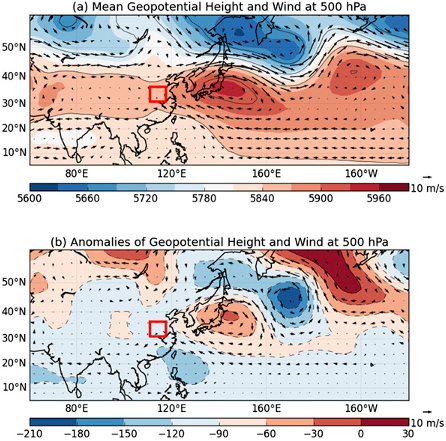 (a) Mean Geopotential Height and Wind at 500 hPa
50°N
40°N
30°N
20°N
10°N
80°E 120°E 160°E 160°W
5600 5660 5720 5780 5840 5900 5960 10 m/s
(b) Anomalies of Geopotential Height and Wind at 500 hPa
50°N
40°N
30°N
20°N
10°N
80°E 120°E 160°E 160°W
−210 −180 −150 −120 −90 −60 −30 0 30 10 m/s